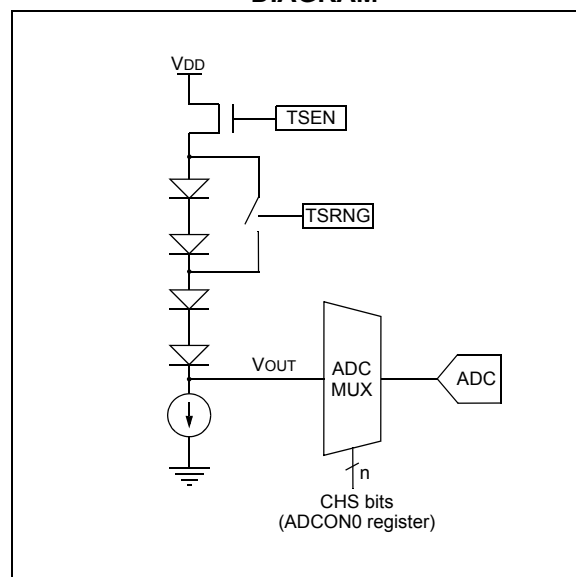 DIAGRAM
VDD
TSEN
TSRNG
VOUT
ADC
MUX
ADC
n
CHS bits
(ADCON0 register)